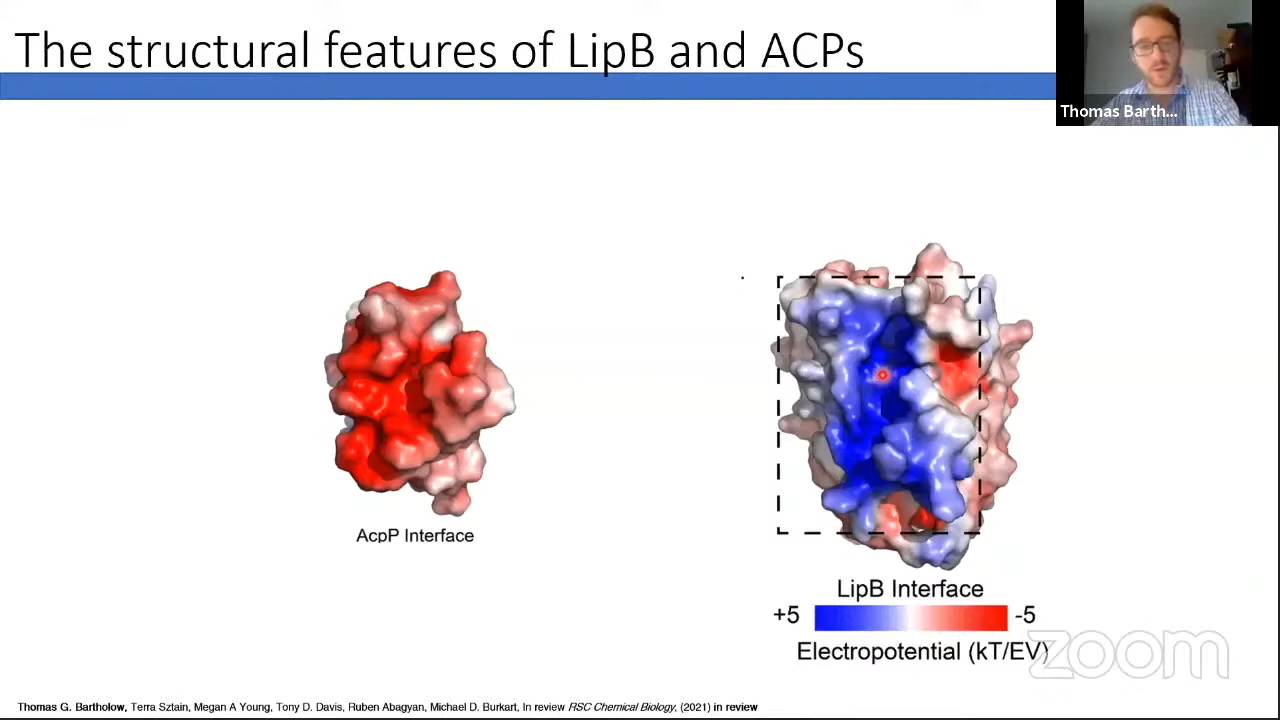 The structural features of LipB and ACPs
Thomas Barth...
AcpP Interface
LipB Interface
+5
-5
Electropotential (kT/EV)
zoom
Thomas G. Bartholow, Terra Sztain, Megan A Young, Tony D. Davis, Ruben Abagyan, Michael D. Burkart, In review RSC Chemical Biology, (2021) in review